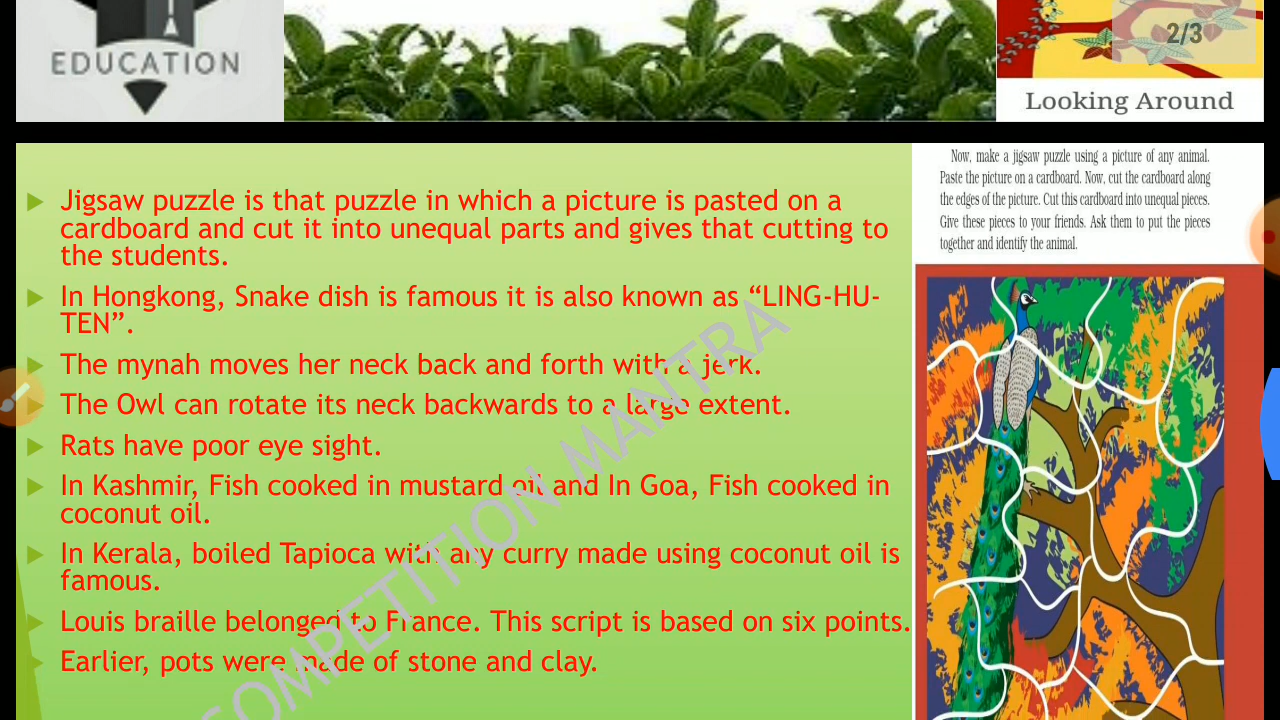 EDUCATION
2/3
Looking Around
Jigsaw puzzle is that puzzle in which a picture is pasted on a
cardboard and cut it into unequal parts and gives that cutting to
the students.
In Hongkong, Snake dish is famous it is also known as “LING-HU-
TEN”.
The mynah moves her neck back and forth with a jerk.
The Owl can rotate its neck backwards to a large extent.
Rats have poor eye sight.
In Kashmir, Fish cooked in mustard oil and In Goa, Fish cooked in
coconut oil.
In Kerala, boiled Tapioca with any curry made using coconut oil is
famous.
Louis braille belonged to France. This script is based on six points.
Earlier, pots were made of stone and clay.
COMPETITION MANTRA
Now, make a jigsaw puzzle using a picture of any animal.
Paste the picture on a cardboard. Now, cut the cardboard along
the edges of the picture. Cut this cardboard into unequal pieces.
Give these pieces to your friends. Ask them to put the pieces
together and identify the animal.